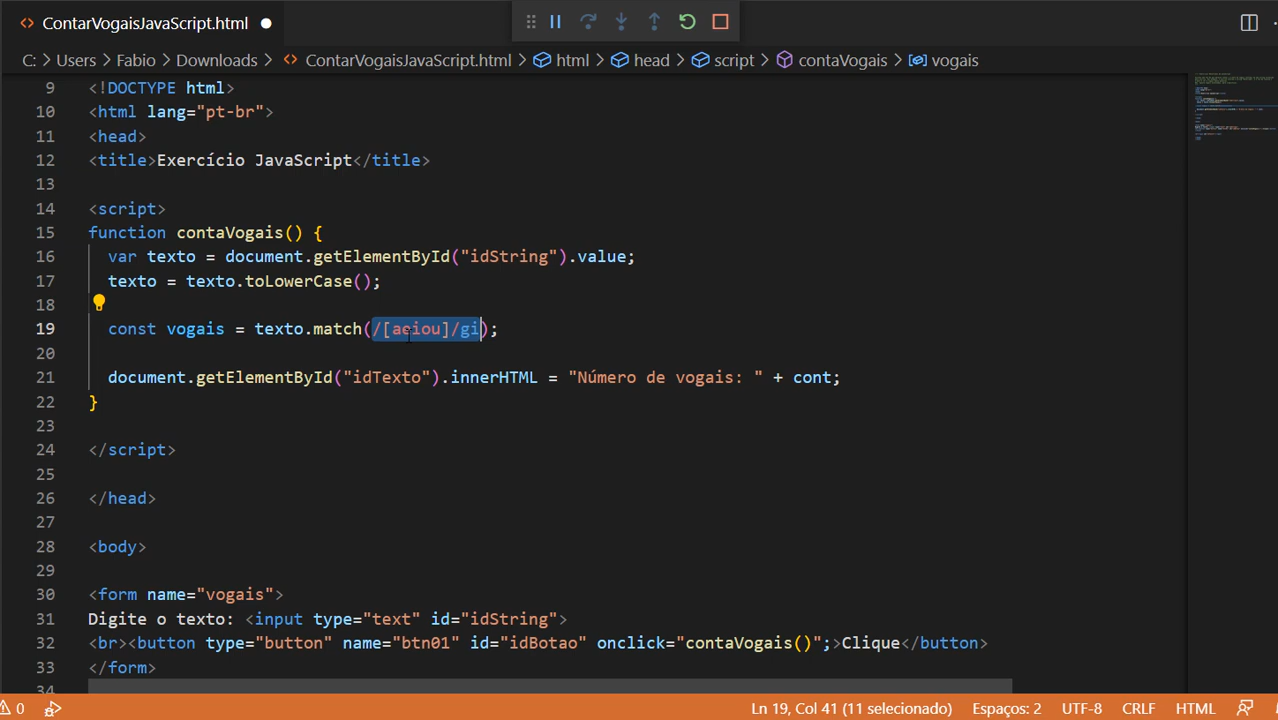 ContarVogaisJavaScript.html
C: > Users > Fabio > Downloads > ContarVogaisJavaScript.html > html > head > script > contaVogais > vogais
9 <!DOCTYPE html>
10 <html lang="pt-br">
11 <head>
12 <title>Exercício JavaScript</title>
13
14 <script>
15 function contaVogais() {
16 var texto = document.getElementById("idString").value;
17 texto = texto.toLowerCase();
18
19 const vogais = texto.match(/[aeiou]/gi);
20
21 document.getElementById("idTexto").innerHTML = "Número de vogais: " + cont;
22 }
23
24 </script>
25
26 </head>
27
28 <body>
29
30 <form name="vogais">
31 Digite o texto: <input type="text" id="idString">
32 <br><button type="button" name="btn01" id="idBotao" onclick="contaVogais()";>Clique</button>
33 </form>
34
0 Ln 19, Col 41 (11 selecionado) Espaços: 2 UTF-8 CRLF HTML